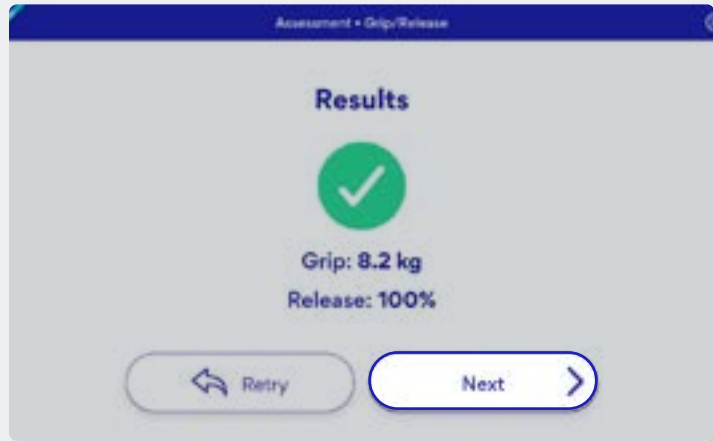 Assessment • Grip/Release
Results
Grip: 8.2 kg
Release: 100%
Retry
Next